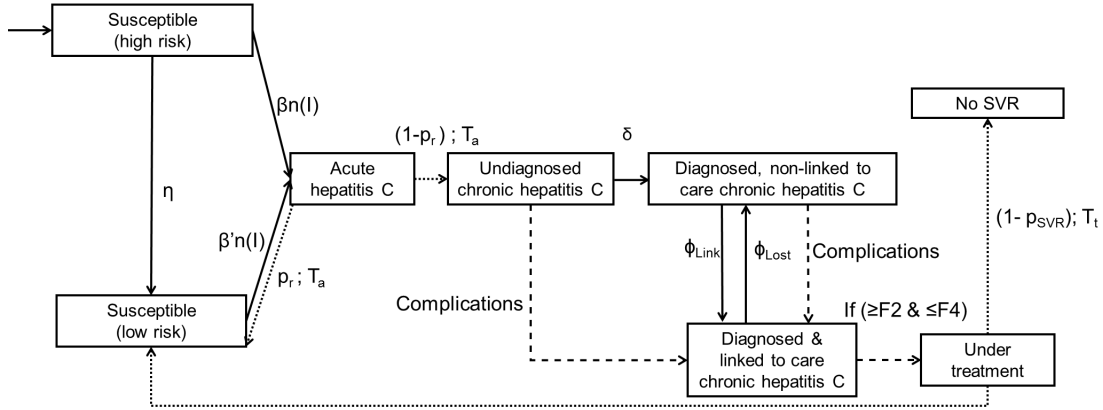 Susceptible
(high risk)
βn(I)
η
β'n(I)
pr ; Ta
Susceptible
(low risk)
Acute
hepatitis C
(1-pr ) ; Ta
Undiagnosed
chronic hepatitis C
δ
Diagnosed, non-linked to
care chronic hepatitis C
ϕLink
ϕLost
Complications
Complications
Diagnosed &
linked to care
chronic hepatitis C
If (≥F2 & ≤F4)
Under
treatment
(1- pSVR); Tt
No SVR